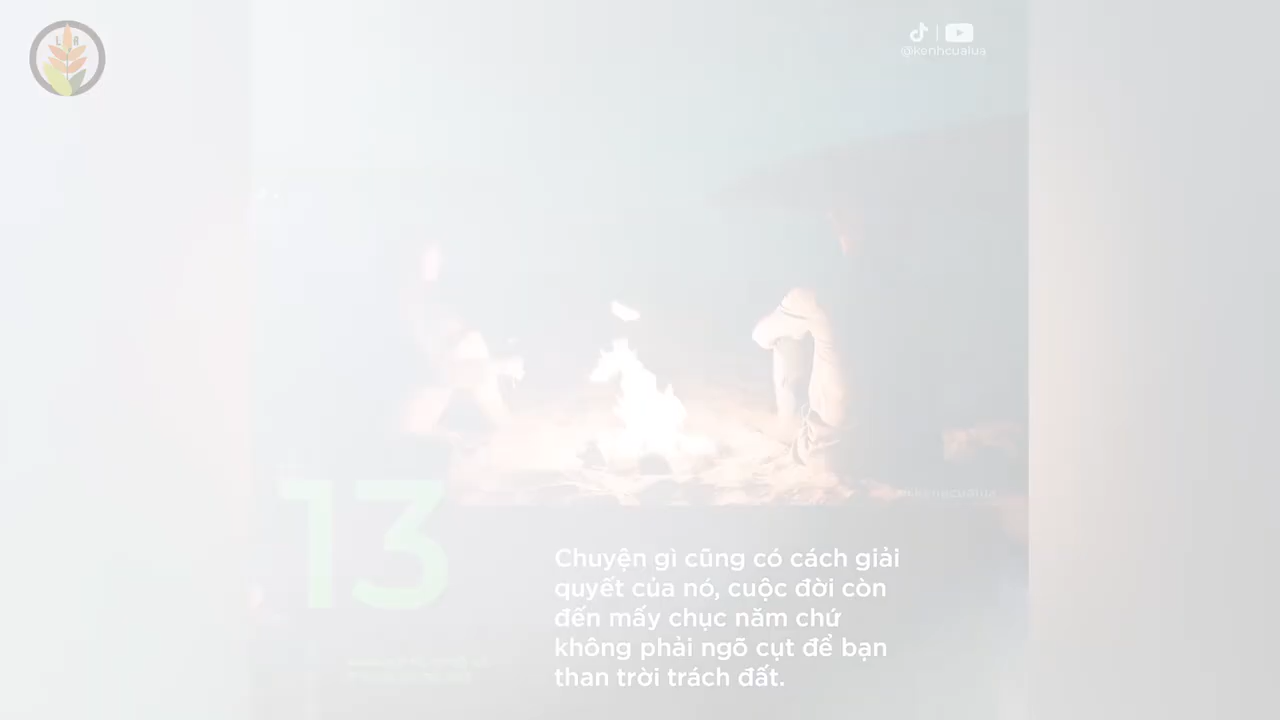 L A
@kenhcualua
@kenhcualua
13
Chuyện gì cũng có cách giải
quyết của nó, cuộc đời còn
đến mấy chục năm chứ
không phải ngõ cụt để bạn
than trời trách đất.